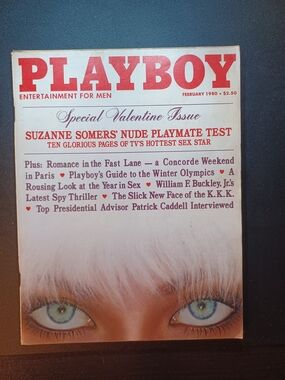 PLAYBOY
ENTERTAINMENT FOR MEN
FEBRUARY 1980 • $2.50
Special Valentine Issue
SUZANNE SOMERS' NUDE PLAYMATE TEST
TEN GLORIOUS PAGES OF TV'S HOTTEST SEX STAR
Plus: Romance in the Fast Lane — a Concorde Weekend
in Paris ♥ Playboy's Guide to the Winter Olympics ♥ A
Rousing Look at the Year in Sex ♥ William F. Buckley, Jr.'s
Latest Spy Thriller ♥ The Slick New Face of the K.K.K.
♥ Top Presidential Advisor Patrick Caddell Interviewed